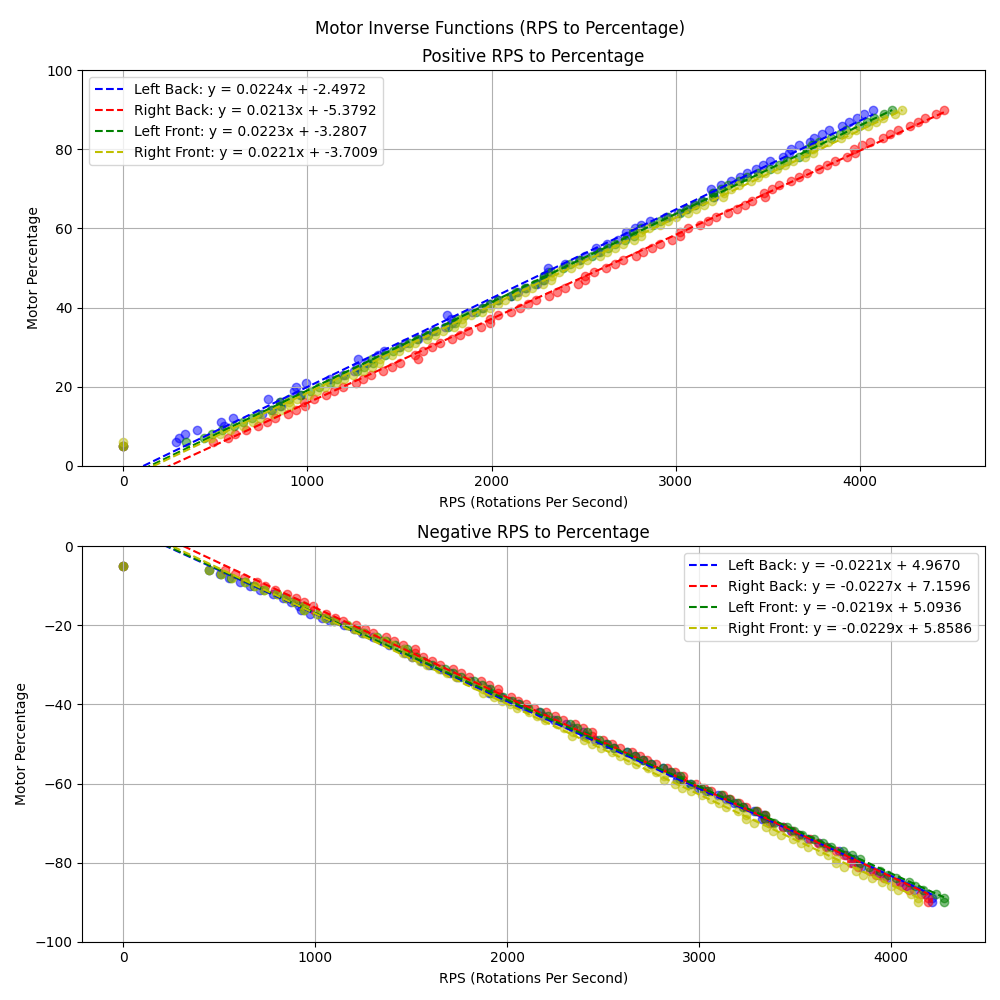 Motor Inverse Functions (RPS to Percentage)
Positive RPS to Percentage
Left Back: y = 0.0224x + -2.4972
Right Back: y = 0.0213x + -5.3792
Left Front: y = 0.0223x + -3.2807
Right Front: y = 0.0221x + -3.7009
100
80
60
40
20
0
Motor Percentage
0 1000 2000 3000 4000
RPS (Rotations Per Second)
Negative RPS to Percentage
Left Back: y = -0.0221x + 4.9670
Right Back: y = -0.0227x + 7.1596
Left Front: y = -0.0219x + 5.0936
Right Front: y = -0.0229x + 5.8586
0
−20
−40
−60
−80
−100
Motor Percentage
0 1000 2000 3000 4000
RPS (Rotations Per Second)